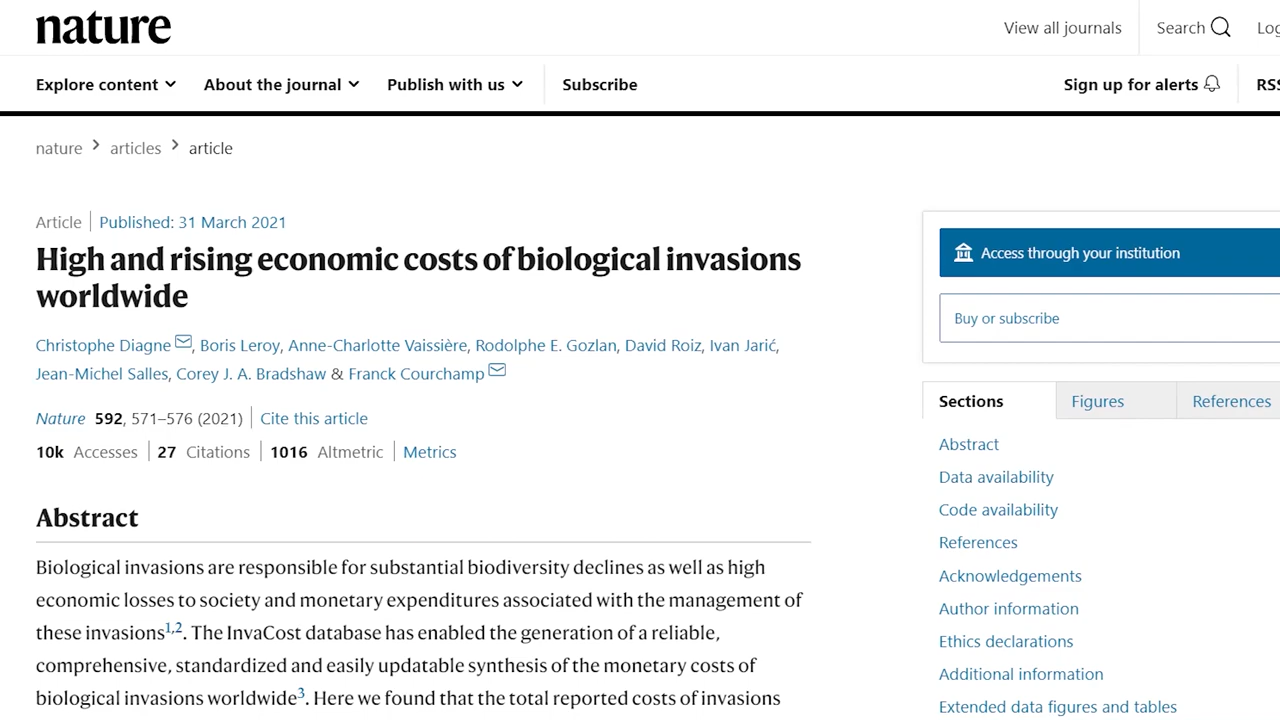 nature
View all journals
Search
Explore content
About the journal
Publish with us
Subscribe
Sign up for alerts
nature
articles
article
Article
Published: 31 March 2021
High and rising economic costs of biological invasions
worldwide
Christophe Diagne, Boris Leroy, Anne-Charlotte Vaissière, Rodolphe E. Gozlan, David Roiz, Ivan Jarić,
Jean-Michel Salles, Corey J. A. Bradshaw & Franck Courchamp
Nature 592, 571–576 (2021) Cite this article
10k Accesses 27 Citations 1016 Altmetric Metrics
Abstract
Biological invasions are responsible for substantial biodiversity declines as well as high
economic losses to society and monetary expenditures associated with the management of
these invasions1,2. The InvaCost database has enabled the generation of a reliable,
comprehensive, standardized and easily updatable synthesis of the monetary costs of
biological invasions worldwide3. Here we found that the total reported costs of invasions
Access through your institution
Buy or subscribe
Sections
Figures
References
Abstract
Data availability
Code availability
References
Acknowledgements
Author information
Ethics declarations
Additional information
Extended data figures and tables